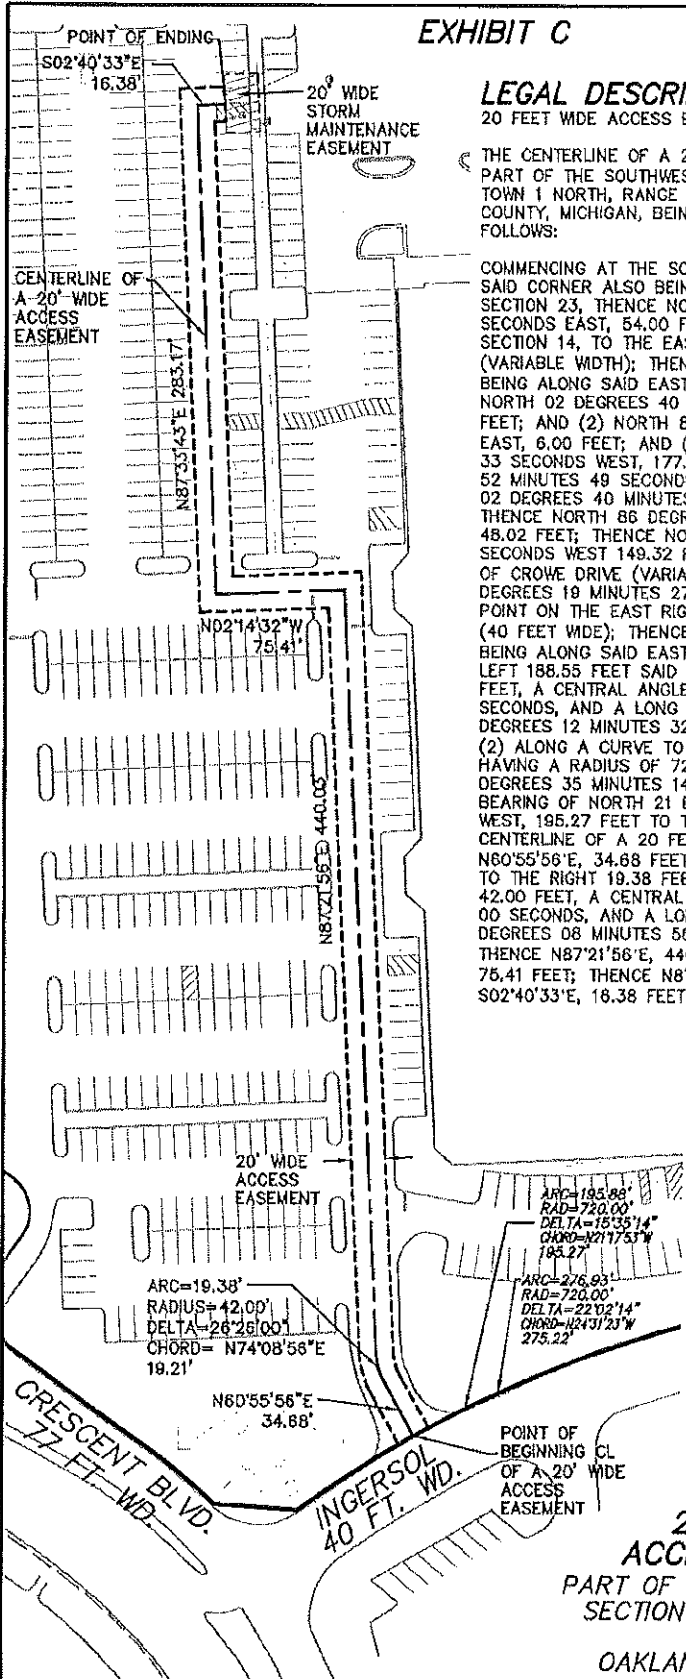 EXHIBIT C
POINT OF ENDING
S02°40'33"E
16.38'
20' WIDE
STORM
MAINTENANCE
EASEMENT
CENTERLINE OF
A 20' WIDE
ACCESS
EASEMENT
N87°33'43"E 283.17'
N02°14'32"W
75.41'
N87°21'56"E 440.03'
20' WIDE
ACCESS
EASEMENT
ARC=195.88'
RAD=720.00'
DELTA=15°35'14"
CHORD=N21°17'53"W
195.27'
ARC=276.93'
RAD=720.00'
DELTA=22°02'14"
CHORD=N24°31'23"W
275.22'
ARC=19.38'
RADIUS=42.00'
DELTA=26°26'00"
CHORD= N74°08'56"E
19.21'
N60°55'56"E
34.68'
CRESCENT BLVD.
77 FT. WD.
INGERSOL
40 FT. WD.
POINT OF
BEGINNING CL
OF A 20' WIDE
ACCESS
EASEMENT
LEGAL DESCRI
20 FEET WIDE ACCESS E
THE CENTERLINE OF A 2
PART OF THE SOUTHWES
TOWN 1 NORTH, RANGE
COUNTY, MICHIGAN, BEIN
FOLLOWS:
COMMENCING AT THE SO
SAID CORNER ALSO BEIN
SECTION 23, THENCE NO
SECONDS EAST, 54.00 F
SECTION 14, TO THE EAS
(VARIABLE WIDTH); THEN
BEING ALONG SAID EAST
NORTH 02 DEGREES 40
FEET; AND (2) NORTH 8
EAST, 6.00 FEET; AND (
33 SECONDS WEST, 177.
52 MINUTES 49 SECOND
02 DEGREES 40 MINUTES
THENCE NORTH 86 DEGR
48.02 FEET; THENCE NO
SECONDS WEST 149.32 F
OF CROWE DRIVE (VARIA
DEGREES 19 MINUTES 27
POINT ON THE EAST RIG
(40 FEET WIDE); THENCE
BEING ALONG SAID EAST
LEFT 188.55 FEET SAID
FEET, A CENTRAL ANGLE
SECONDS, AND A LONG
DEGREES 12 MINUTES 32
(2) ALONG A CURVE TO
HAVING A RADIUS OF 72
DEGREES 35 MINUTES 14
BEARING OF NORTH 21
WEST, 195.27 FEET TO T
CENTERLINE OF A 20 FE
N60°55'56"E, 34.68 FEET
TO THE RIGHT 19.38 FEE
42.00 FEET, A CENTRAL
00 SECONDS, AND A LO
DEGREES 08 MINUTES 56
THENCE N87°21'56"E, 44
75.41 FEET; THENCE N8
S02°40'33"E, 16.38 FEET
2
ACC
PART OF
SECTION
OAKLAN